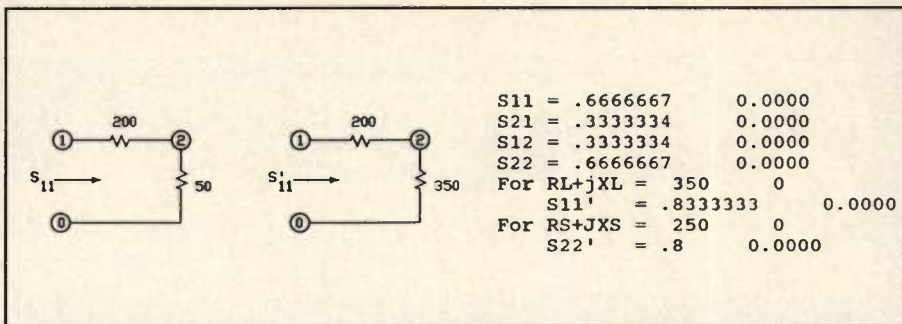 200
1
2
S11
50
0
200
1
2
S'11
350
0
S11 = .6666667 0.0000
S21 = .3333334 0.0000
S12 = .3333334 0.0000
S22 = .6666667 0.0000
For RL+jXL = 350 0
S11' = .8333333 0.0000
For RS+JXS = 250 0
S22' = .8 0.0000